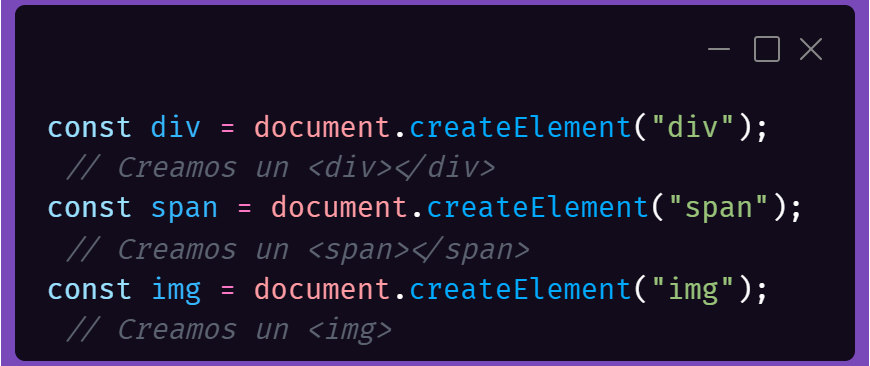 const div = document.createElement("div");
// Creamos un <div></div>
const span = document.createElement("span");
// Creamos un <span></span>
const img = document.createElement("img");
// Creamos un <img>